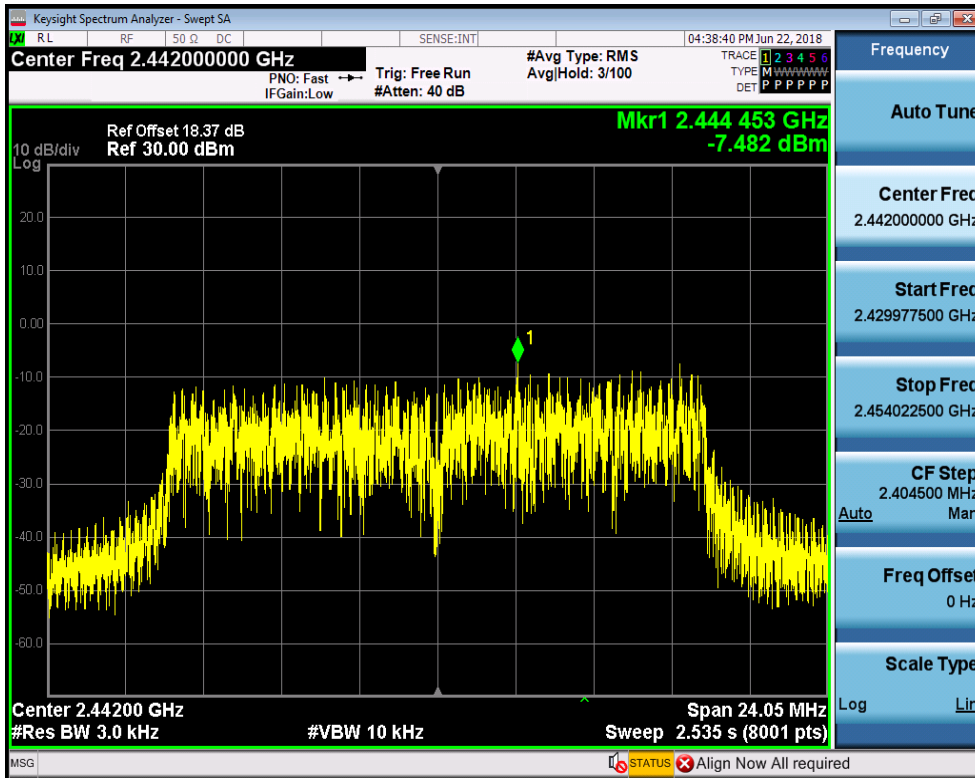 Keysight Spectrum Analyzer - Swept SA
LXI RL RF 50 Ω DC SENSE:INT 04:38:40 PM Jun 22, 2018
Center Freq 2.442000000 GHz
PNO: Fast
IFGain:Low
Trig: Free Run
#Atten: 40 dB
#Avg Type: RMS
Avg|Hold: 3/100
TRACE 1 2 3 4 5 6
TYPE M W W W W W
DET P P P P P P
Mkr1 2.444 453 GHz
-7.482 dBm
Ref Offset 18.37 dB
10 dB/div Ref 30.00 dBm
Log
20.0
10.0
0.00
-10.0
-20.0
-30.0
-40.0
-50.0
-60.0
1
Center 2.44200 GHz Span 24.05 MHz
#Res BW 3.0 kHz #VBW 10 kHz Sweep 2.535 s (8001 pts)
MSG STATUS Align Now All required
Frequency
Auto Tune
Center Freq
2.442000000 GHz
Start Freq
2.429977500 GHz
Stop Freq
2.454022500 GHz
CF Step
2.404500 MHz
Auto Man
Freq Offset
0 Hz
Scale Type
Log Lin